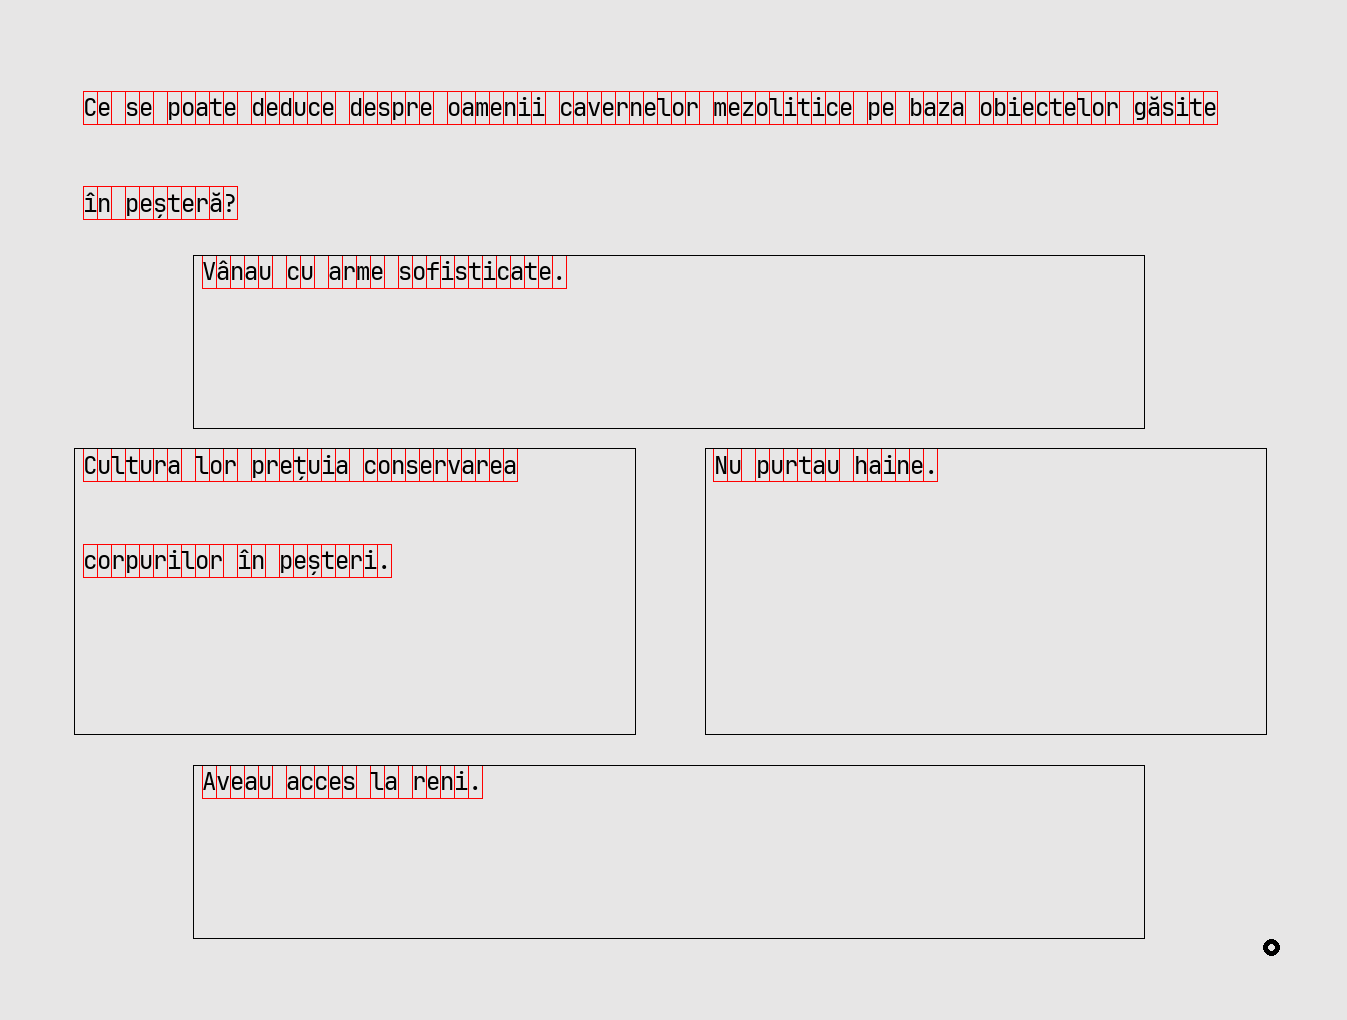 Ce se poate deduce despre oamenii cavernelor mezolitice pe baza obiectelor găsite
în peșteră?
Vânau cu arme sofisticate.
Cultura lor prețuia conservarea
corpurilor în peșteri.
Nu purtau haine.
Aveau acces la reni.